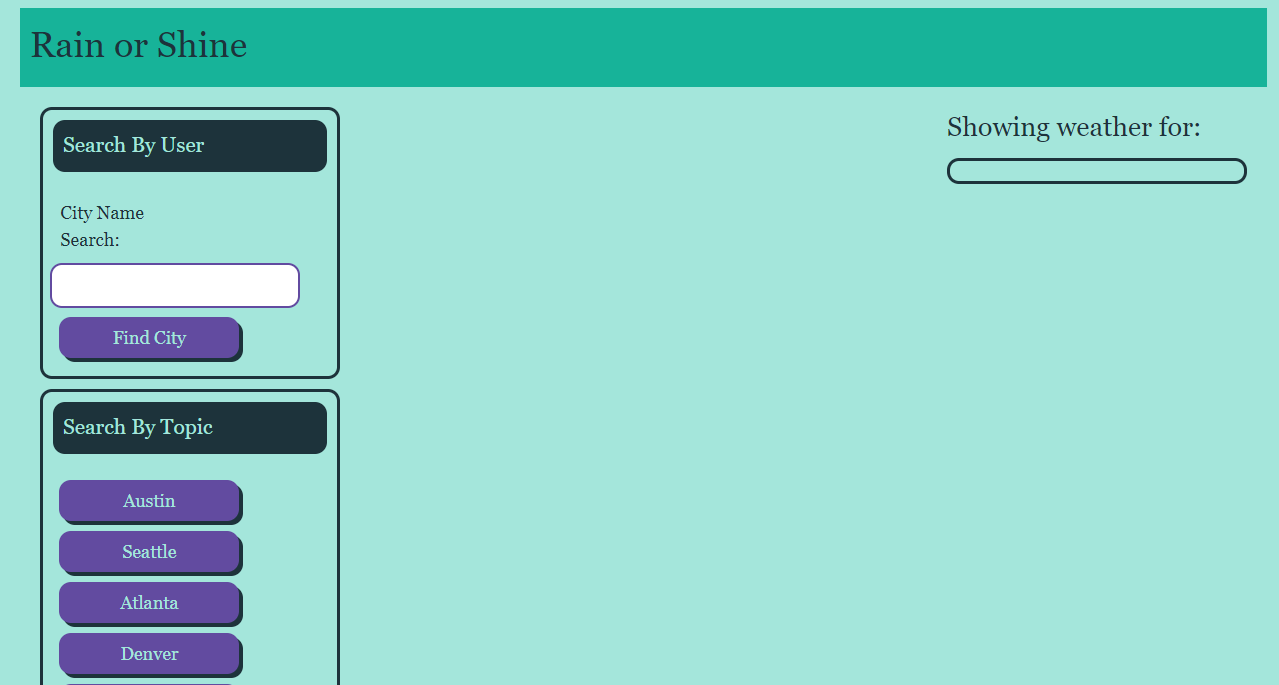 Rain or Shine
Search By User
City Name
Search:
Find City
Search By Topic
Austin
Seattle
Atlanta
Denver
Showing weather for: